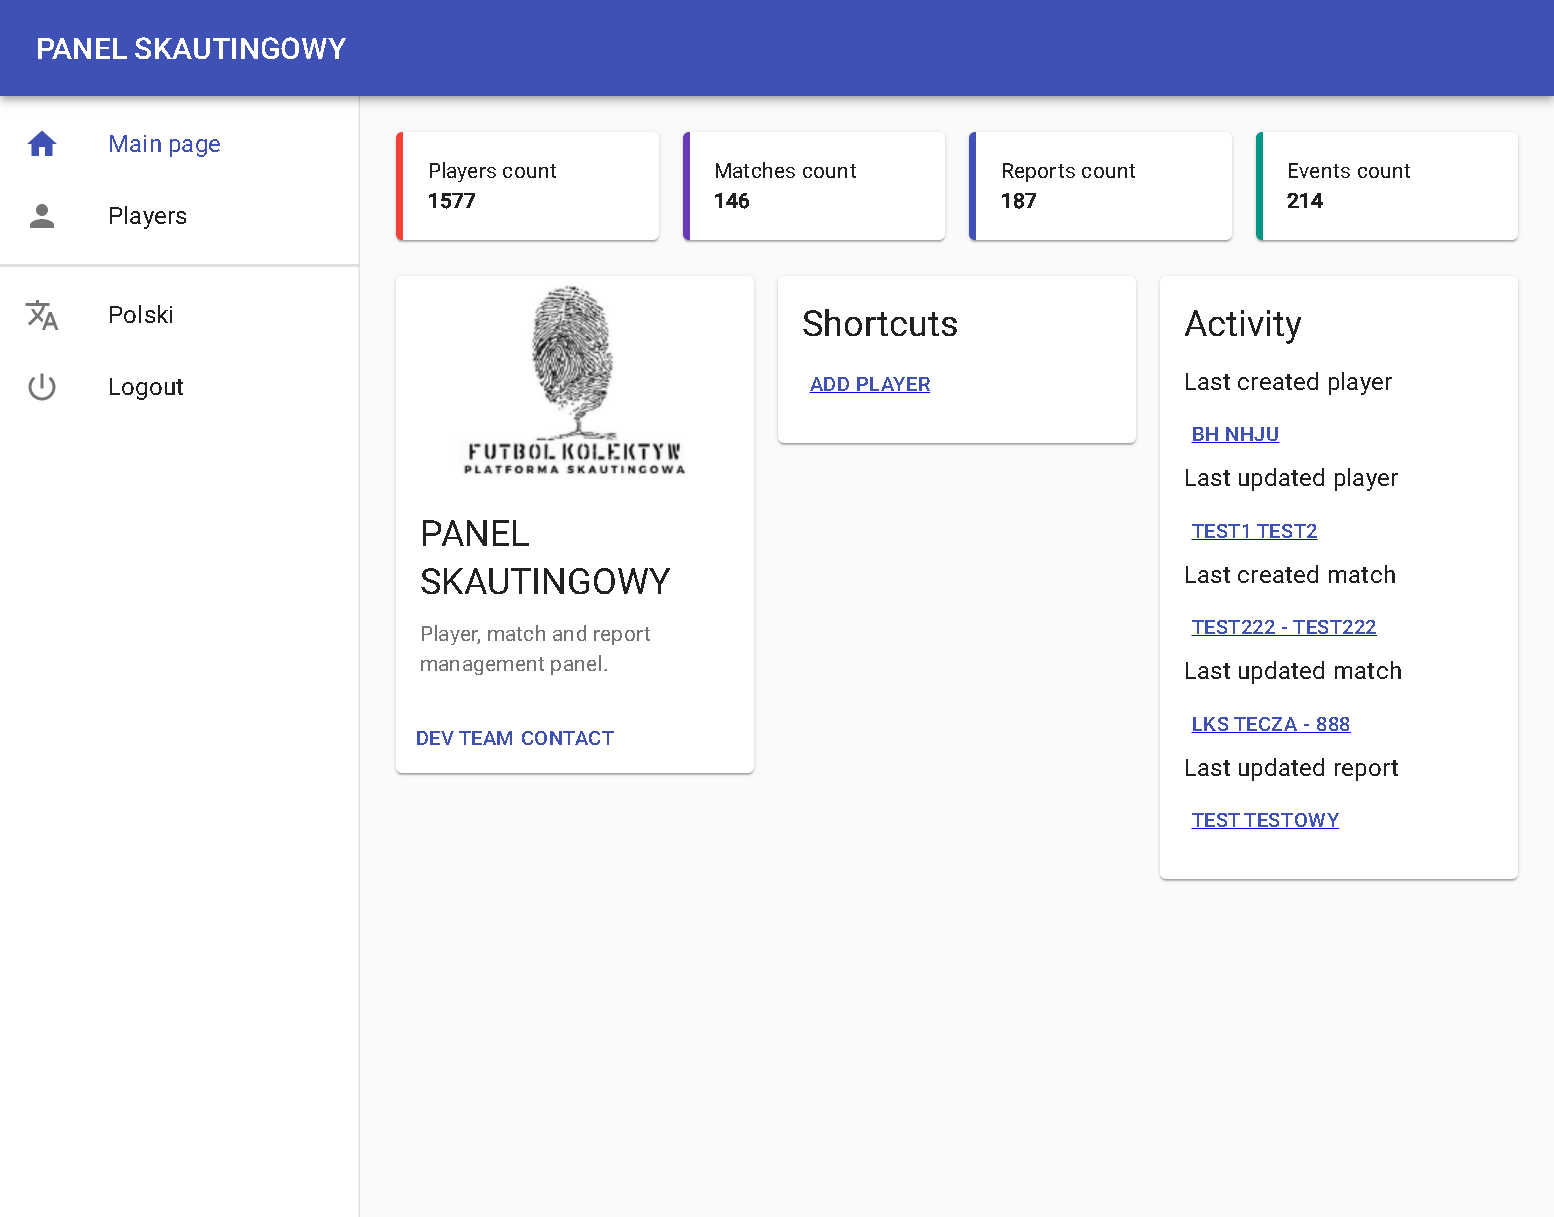 PANEL SKAUTINGOWY
Main page
Players
Polski
Logout
Players count
1577
Matches count
146
Reports count
187
Events count
214
FUTBOL KOLEKTYW
PLATFORMA SKAUTINGOWA
PANEL
SKAUTINGOWY
Player, match and report
management panel.
DEV TEAM CONTACT
Shortcuts
ADD PLAYER
Activity
Last created player
BH NHJU
Last updated player
TEST1 TEST2
Last created match
TEST222 - TEST222
Last updated match
LKS TECZA - 888
Last updated report
TEST TESTOWY